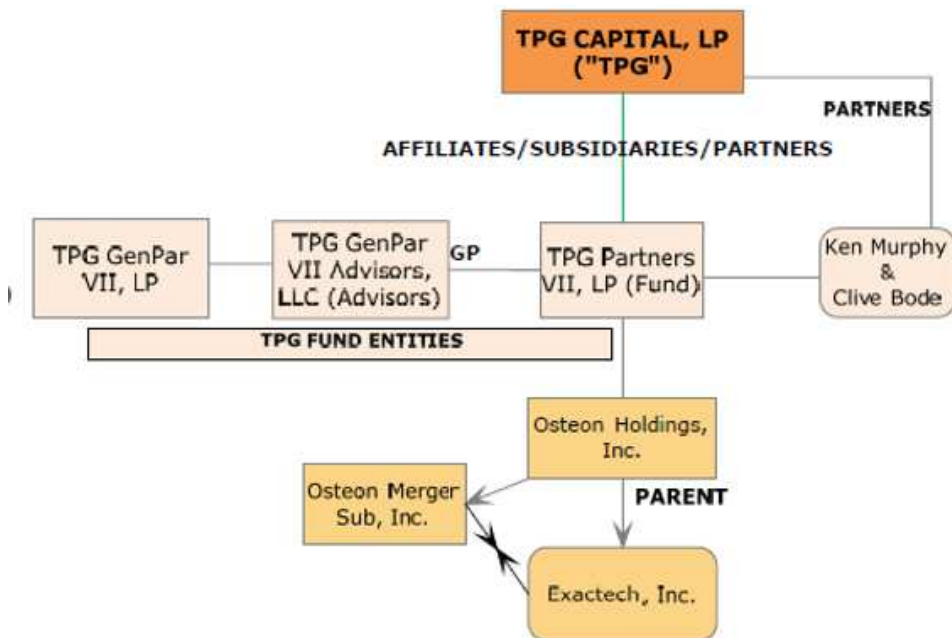 TPG CAPITAL, LP
("TPG")
PARTNERS
AFFILIATES/SUBSIDIARIES/PARTNERS
TPG GenPar
VII, LP
TPG GenPar
VII Advisors,
LLC (Advisors)
GP
TPG Partners
VII, LP (Fund)
Ken Murphy
&
Clive Bode
)
TPG FUND ENTITIES
Osteon Holdings,
Inc.
Osteon Merger
Sub, Inc.
PARENT
Exactech, Inc.